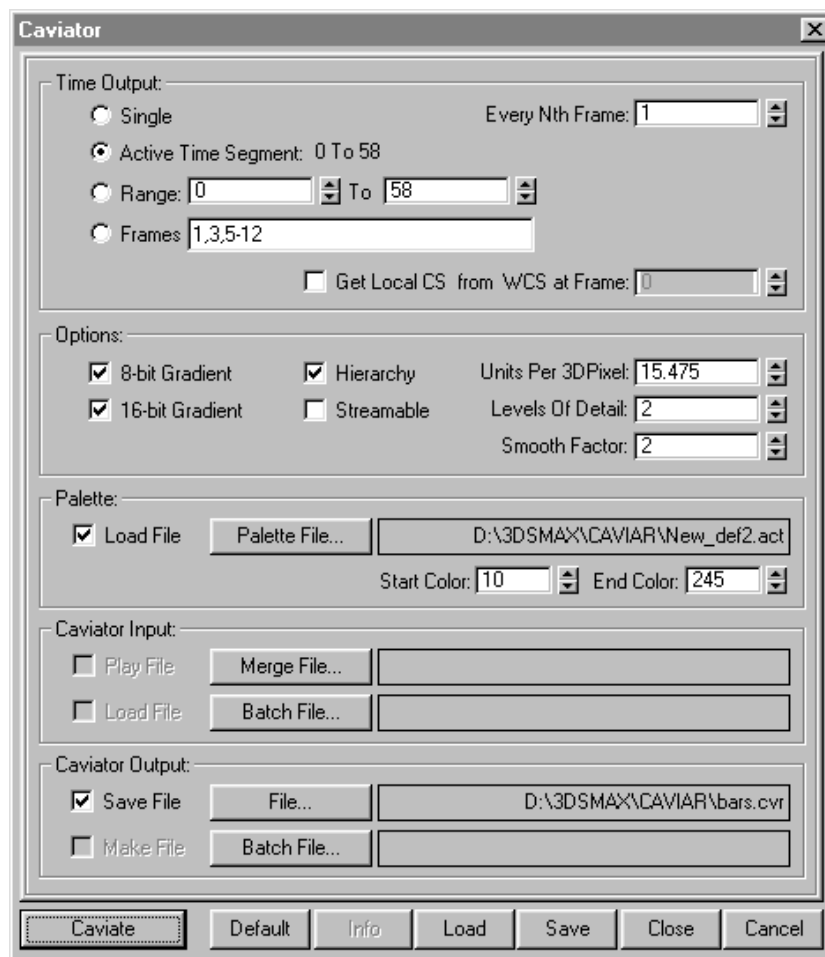 Caviator
Time Output:
Single Every Nth Frame: 1
Active Time Segment: 0 To 58
Range: 0 To 58
Frames 1,3,5-12
Get Local CS from WCS at Frame: 0
Options:
8-bit Gradient Hierarchy Units Per 3DPixel: 15.475
16-bit Gradient Streamable Levels Of Detail: 2
Smooth Factor: 2
Palette:
Load File Palette File... D:\3DSMAX\CAVIAR\New_def2.act
Start Color: 10 End Color: 245
Caviator Input:
Play File Merge File...
Load File Batch File...
Caviator Output:
Save File File... D:\3DSMAX\CAVIAR\bars.cvr
Make File Batch File...
Caviate Default Info Load Save Close Cancel